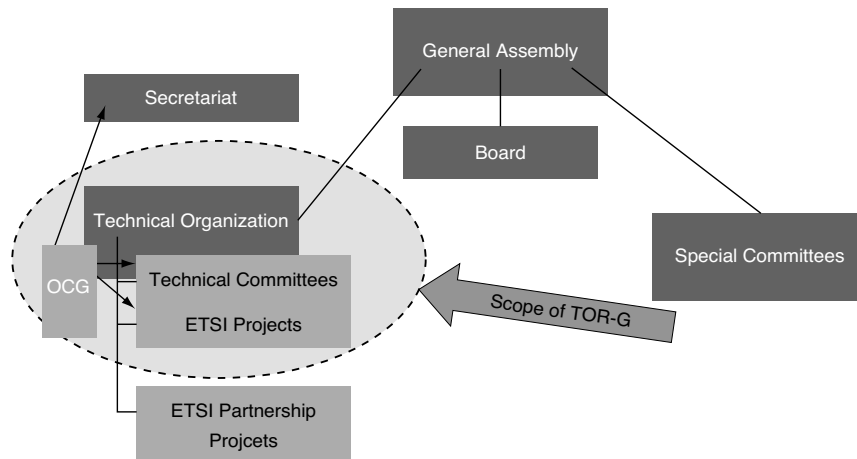 General Assembly
Secretariat
Board
Technical Organization
Special Committees
OCG
Technical Committees
ETSI Projects
Scope of TOR-G
ETSI Partnership
Projcets